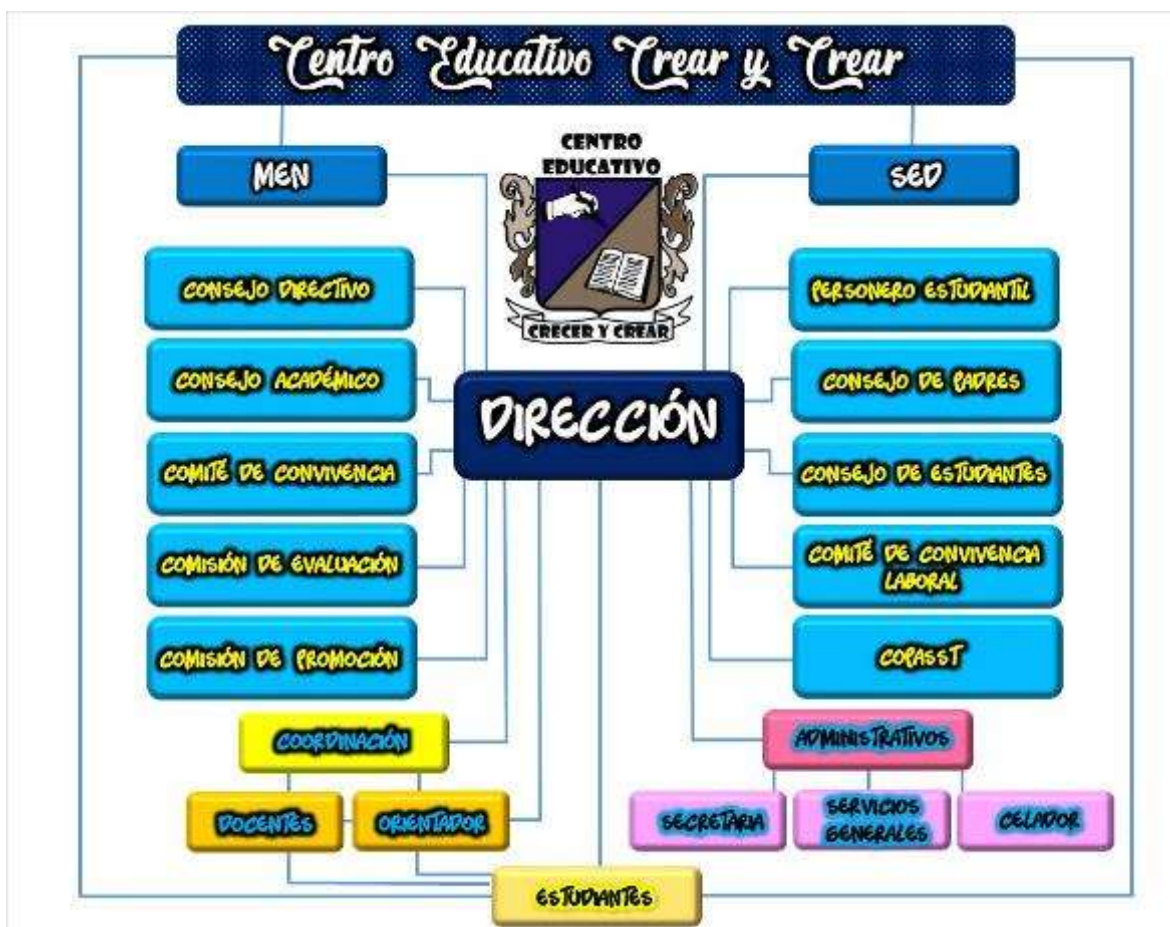 Centro Educativo Crear y Crear
MEN
SED
CENTRO
EDUCATIVO
CRECER Y CREAR
CONSEJO DIRECTIVO
CONSEJO ACADÉMICO
COMITÉ DE CONVIVENCIA
COMISIÓN DE EVALUACIÓN
COMISIÓN DE PROMOCIÓN
DIRECCIÓN
PERSONERO ESTUDIANTIL
CONSEJO DE PADRES
CONSEJO DE ESTUDIANTES
COMITÉ DE CONVIVENCIA
LABORAL
COPASST
COORDINACIÓN
DOCENTES
ORIENTADOR
ADMINISTRATIVOS
SECRETARIA
SERVICIOS
GENERALES
CELADOR
ESTUDIANTES